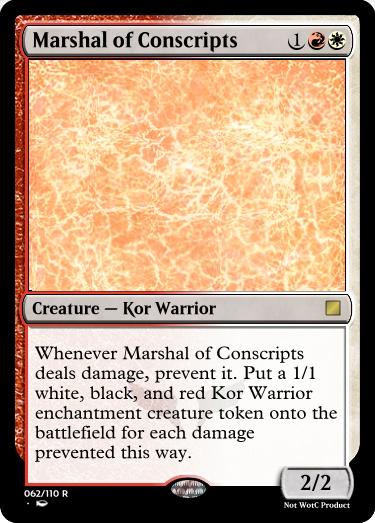 Marshal of Conscripts 1
Creature — Kor Warrior
Whenever Marshal of Conscripts
deals damage, prevent it. Put a 1/1
white, black, and red Kor Warrior
enchantment creature token onto the
battlefield for each damage
prevented this way.
2/2
062/110 R
Not WotC Product